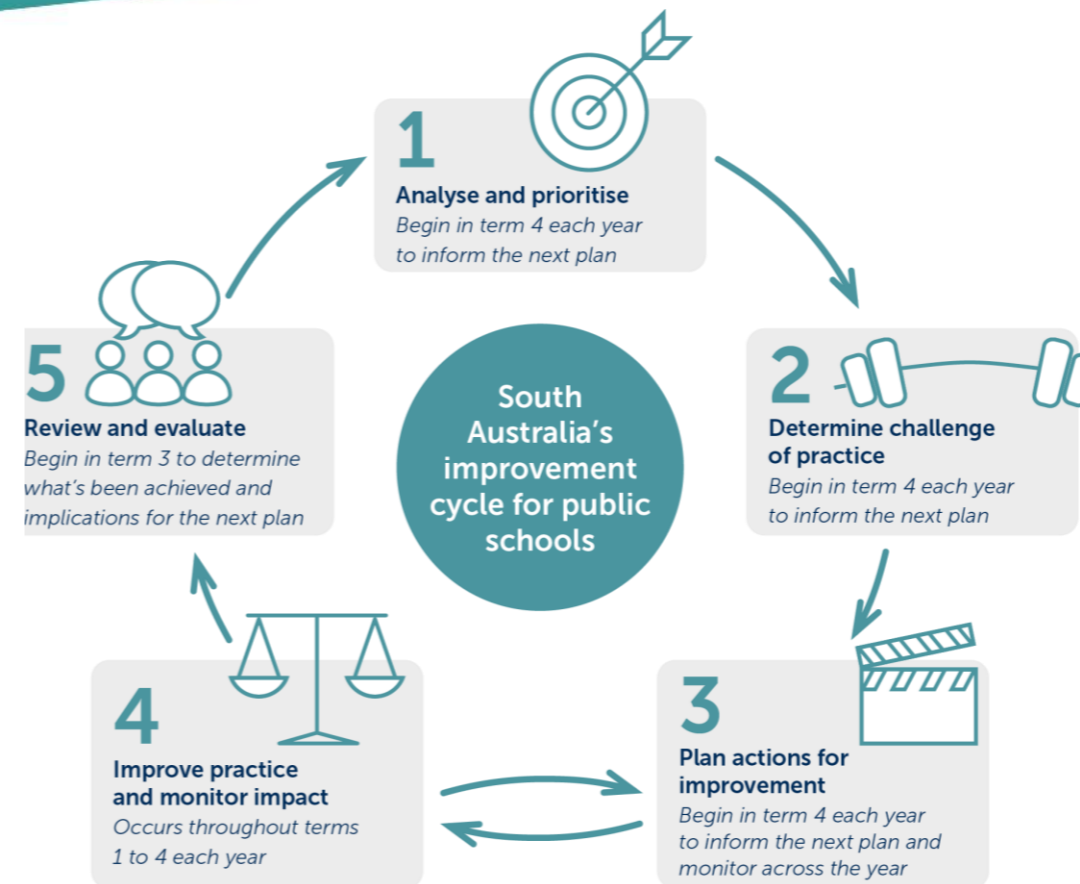 1
Analyse and prioritise
Begin in term 4 each year
to inform the next plan
2
Determine challenge
of practice
Begin in term 4 each year
to inform the next plan
3
Plan actions for
improvement
Begin in term 4 each year
to inform the next plan and
monitor across the year
4
Improve practice
and monitor impact
Occurs throughout terms
1 to 4 each year
5
Review and evaluate
Begin in term 3 to determine
what's been achieved and
implications for the next plan
South
Australia's
improvement
cycle for public
schools